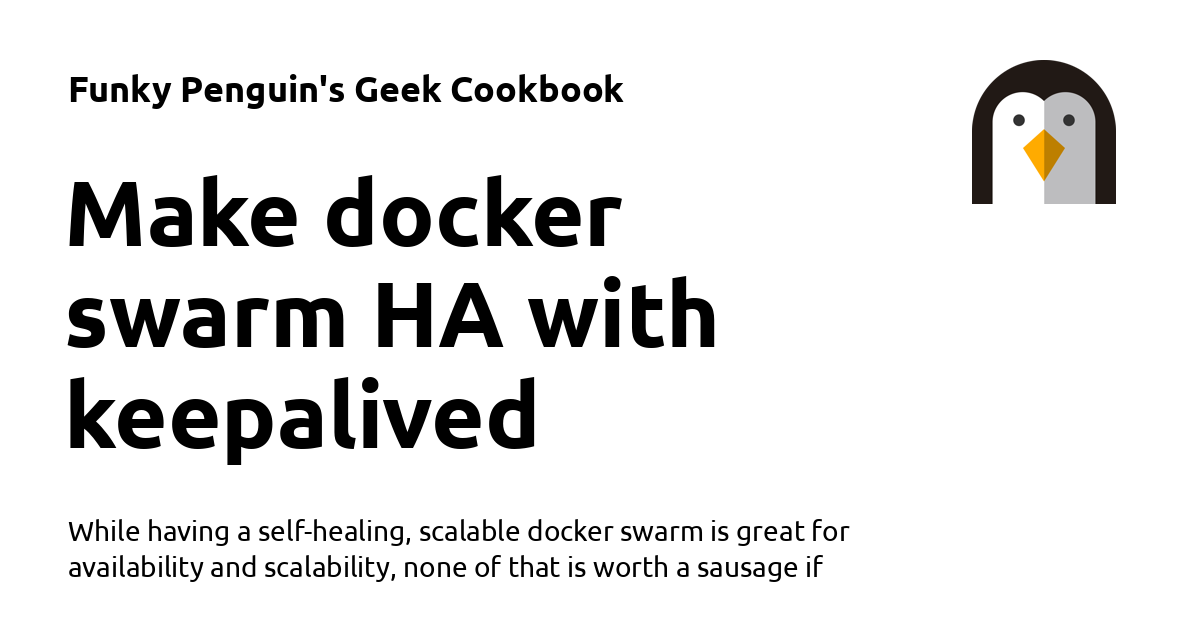 Funky Penguin's Geek Cookbook
Make docker
swarm HA with
keepalived
While having a self-healing, scalable docker swarm is great for
availability and scalability, none of that is worth a sausage if